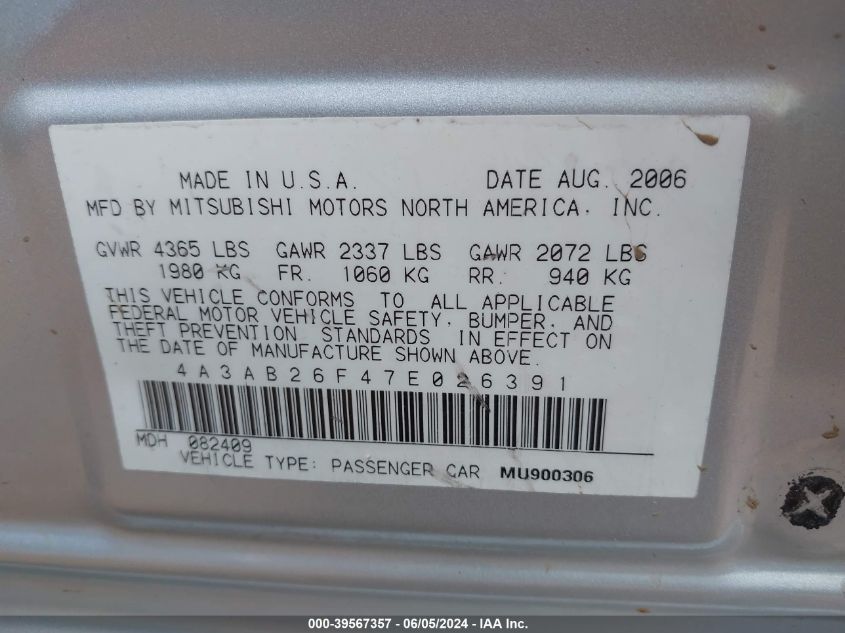 MADE IN U.S.A. DATE AUG. 2006
MFD BY MITSUBISHI MOTORS NORTH AMERICA. INC.
GVWR 4365 LBS GAWR 2337 LBS GAWR 2072 LBS
1980 KG FR. 1060 KG RR. 940 KG
THIS VEHICLE CONFORMS TO ALL APPLICABLE
FEDERAL MOTOR VEHICLE SAFETY, BUMPER, AND
THEFT PREVENTION STANDARDS IN EFFECT ON
THE DATE OF MANUFACTURE SHOWN ABOVE.
4A3AB26F47E026391
MDH 082409
VEHICLE TYPE: PASSENGER CAR MU900306
000-39567357 - 06/05/2024 - IAA Inc.